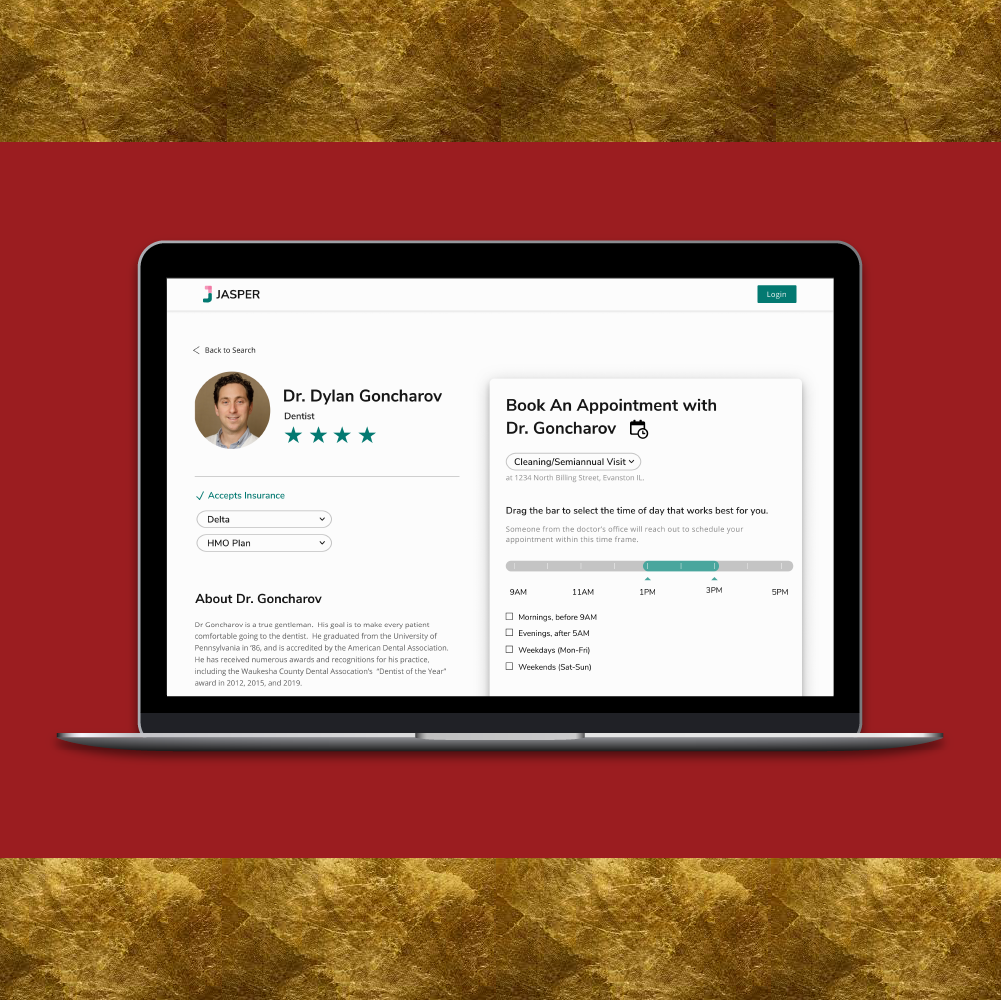 JASPER
Login
Back to Search
Dr. Dylan Goncharov
Dentist
Accepts Insurance
Delta
HMO Plan
About Dr. Goncharov
Dr Goncharov is a true gentleman. His goal is to make every patient
comfortable going to the dentist. He graduated from the University of
Pennsylvania in '86, and is accredited by the American Dental Association.
He has received numerous awards and recognitions for his practice,
including the Waukesha County Dental Assocation's "Dentist of the Year"
award in 2012, 2015, and 2019.
Book An Appointment with
Dr. Goncharov
Cleaning/Semiannual Visit
at 1234 North Billing Street, Evanston IL.
Drag the bar to select the time of day that works best for you.
Someone from the doctor's office will reach out to schedule your
appointment within this time frame.
9AM 11AM 1PM 3PM 5PM
Mornings, before 9AM
Evenings, after 5AM
Weekdays (Mon-Fri)
Weekends (Sat-Sun)